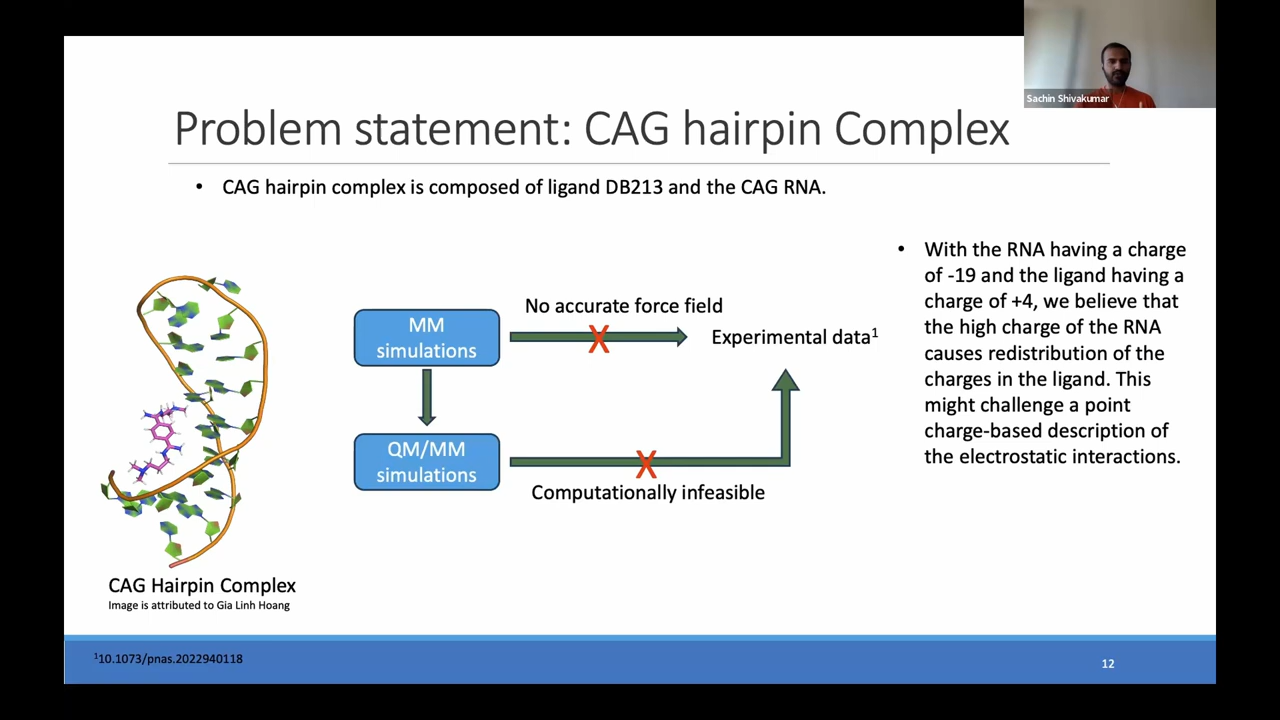 Sachin Shivakumar
Problem statement: CAG hairpin Complex
• CAG hairpin complex is composed of ligand DB213 and the CAG RNA.
• With the RNA having a charge
of -19 and the ligand having a
charge of +4, we believe that
the high charge of the RNA
causes redistribution of the
charges in the ligand. This
might challenge a point
charge-based description of
the electrostatic interactions.
No accurate force field
MM
simulations
X
Experimental data¹
QM/MM
simulations
X
Computationally infeasible
CAG Hairpin Complex
Image is attributed to Gia Linh Hoang
¹10.1073/pnas.2022940118
12